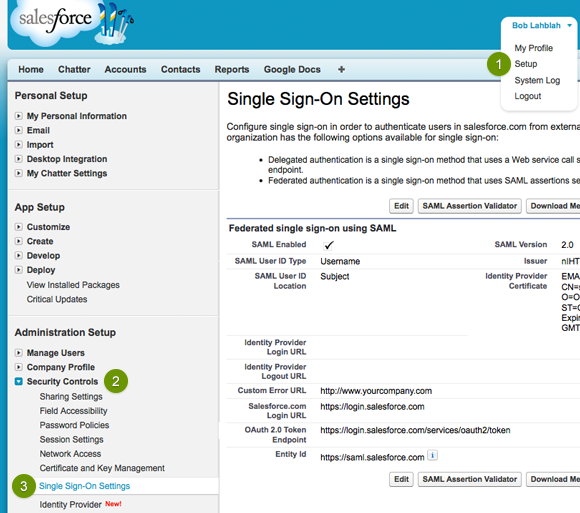 salesforce
Bob Lahblah
My Profile
1
Setup
System Log
Logout
Home Chatter Accounts Contacts Reports Google Docs +
Personal Setup
My Personal Information
Email
Import
Desktop Integration
My Chatter Settings
App Setup
Customize
Create
Develop
Deploy
View Installed Packages
Critical Updates
Administration Setup
Manage Users
Company Profile
Security Controls
2
Sharing Settings
Field Accessibility
Password Policies
Session Settings
Network Access
Certificate and Key Management
3
Single Sign-On Settings
Identity Provider New!
Single Sign-On Settings
Configure single sign-on in order to authenticate users in salesforce.com from externa
organization has the following options available for single sign-on:
• Delegated authentication is a single sign-on method that uses a Web service call s
endpoint.
• Federated authentication is a single sign-on method that uses SAML assertions se
Edit SAML Assertion Validator Download Me
Federated single sign-on using SAML
SAML Enabled ✓ SAML Version 2.0
SAML User ID Type Username Issuer
SAML User ID Location Subject Identity Provider Certificate EMA
CN=
O=O
ST=
Expir
GMT
Identity Provider
Login URL
Identity Provider
Logout URL
Custom Error URL http://www.yourcompany.com
Salesforce.com
Login URL https://login.salesforce.com
OAuth 2.0 Token
Endpoint https://login.salesforce.com/services/oauth2/token
Entity Id https://saml.salesforce.com i
Edit SAML Assertion Validator Download Me